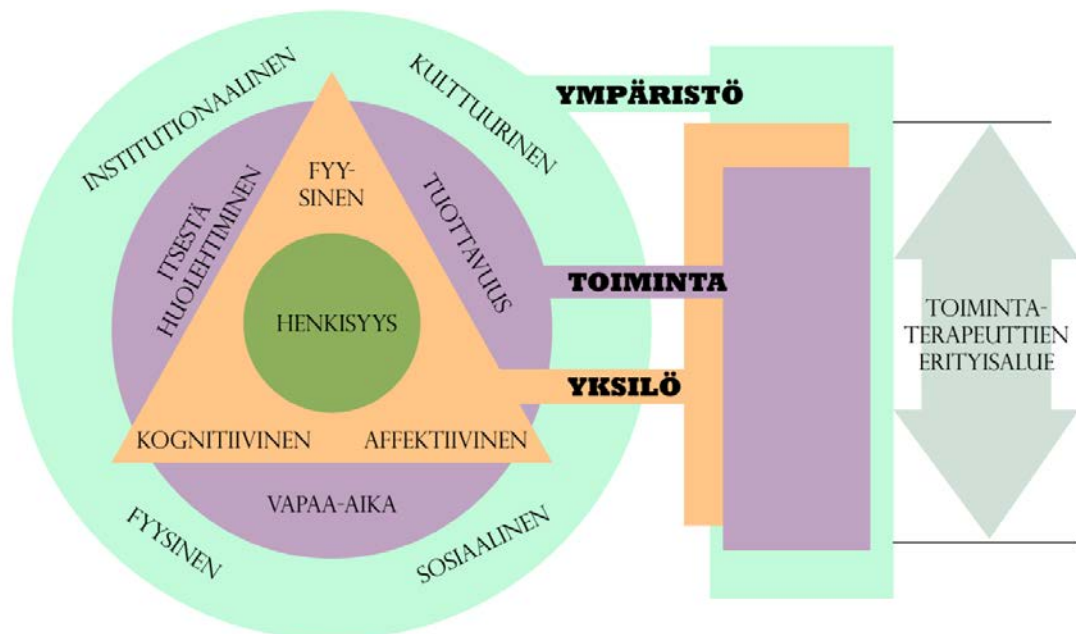 INSTITUTIONAALINEN
KULTTUURINEN
YMPÄRISTÖ
FYY-
SINEN
ITSESTÄ
HUOLEHTIMINEN
TUOTTAVUUS
TOIMINTA
HENKISYYS
TOIMINTA-
TERAPEUTTIEN
ERITYISALUE
YKSILÖ
KOGNITIIVINEN
AFFEKTIIVINEN
VAPAA-AIKA
FYYSINEN
SOSIAALINEN